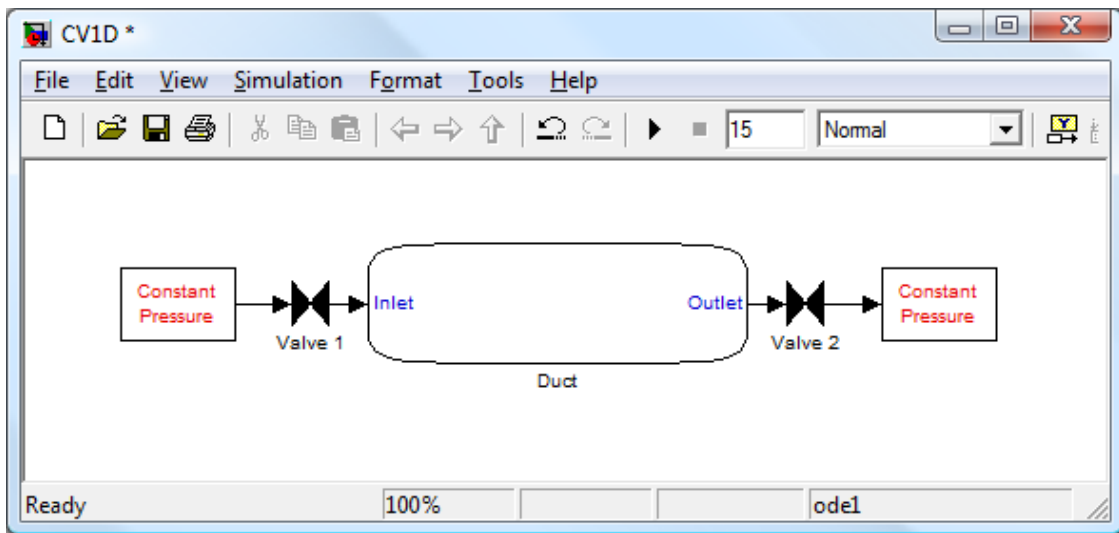 CV1D *
File Edit View Simulation Format Tools Help
15 Normal
Constant
Pressure
Valve 1
Inlet
Outlet
Duct
Valve 2
Constant
Pressure
Ready 100% ode1